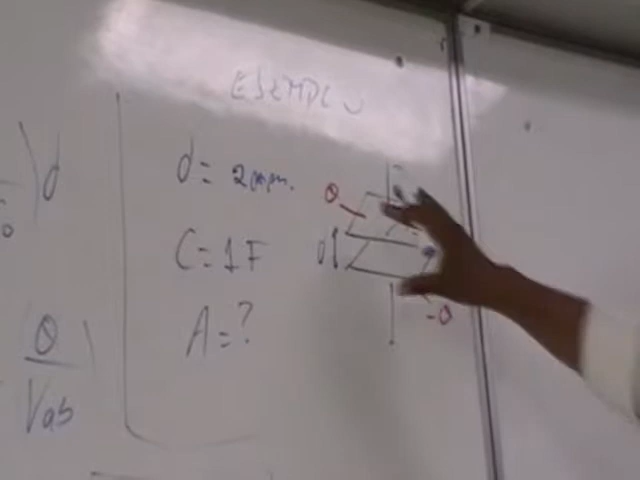 EJEMPLO
d
d = 2mm.
Q
C = 1F
d
A = ?
-Q
Q
Vab